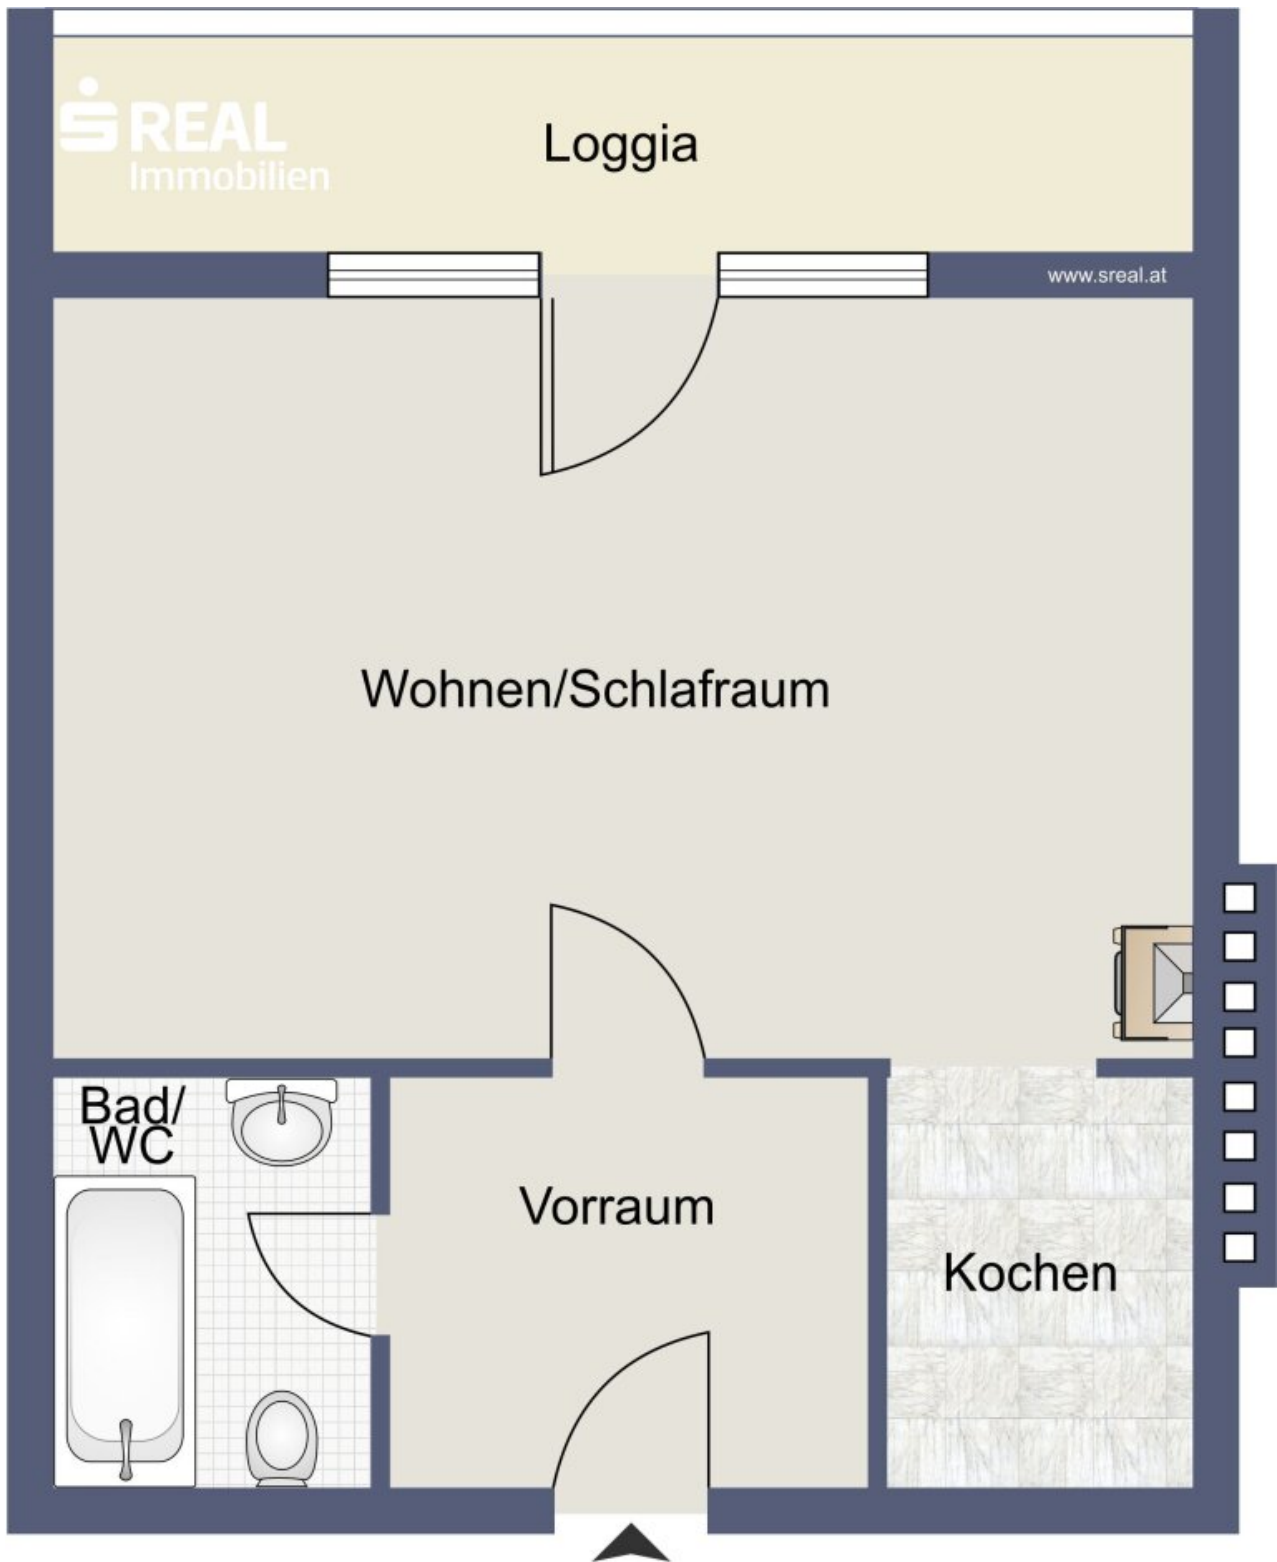 S REAL
Immobilien
Loggia
www.sreal.at
Wohnen/Schlafraum
Bad/
WC
Vorraum
Kochen